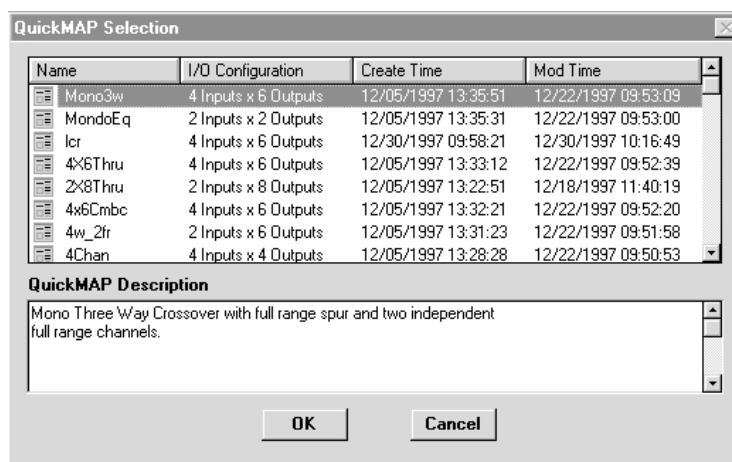 QuickMAP Selection
Name I/O Configuration Create Time Mod Time
Mono3w 4 Inputs x 6 Outputs 12/05/1997 13:35:51 12/22/1997 09:53:09
MondoEq 2 Inputs x 2 Outputs 12/05/1997 13:35:31 12/22/1997 09:53:00
lcr 4 Inputs x 6 Outputs 12/30/1997 09:58:21 12/30/1997 10:16:49
4X6Thru 4 Inputs x 6 Outputs 12/05/1997 13:33:12 12/22/1997 09:52:39
2X8Thru 2 Inputs x 8 Outputs 12/05/1997 13:22:51 12/18/1997 11:40:19
4x6Cmbc 4 Inputs x 6 Outputs 12/05/1997 13:32:21 12/22/1997 09:52:20
4w_2fr 2 Inputs x 6 Outputs 12/05/1997 13:31:23 12/22/1997 09:51:58
4Chan 4 Inputs x 4 Outputs 12/05/1997 13:28:28 12/22/1997 09:50:53
QuickMAP Description
Mono Three Way Crossover with full range spur and two independent
full range channels.
OK Cancel